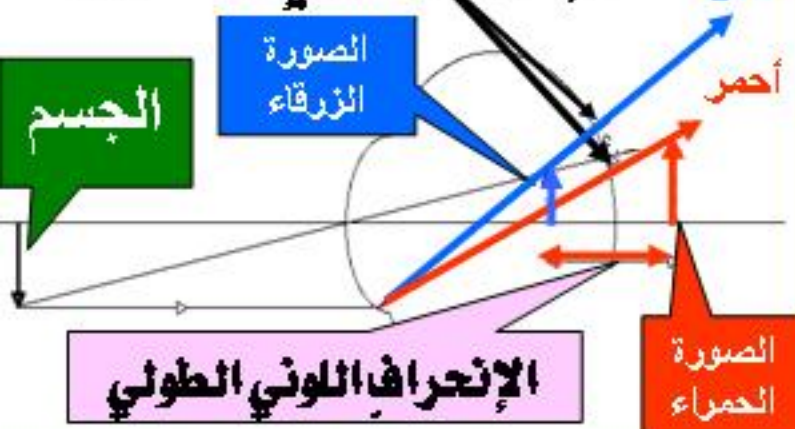 الصورة
الزرقاء
أحمر
الجسم
الإنحراف اللوني الطولي
الصورة
الحمراء